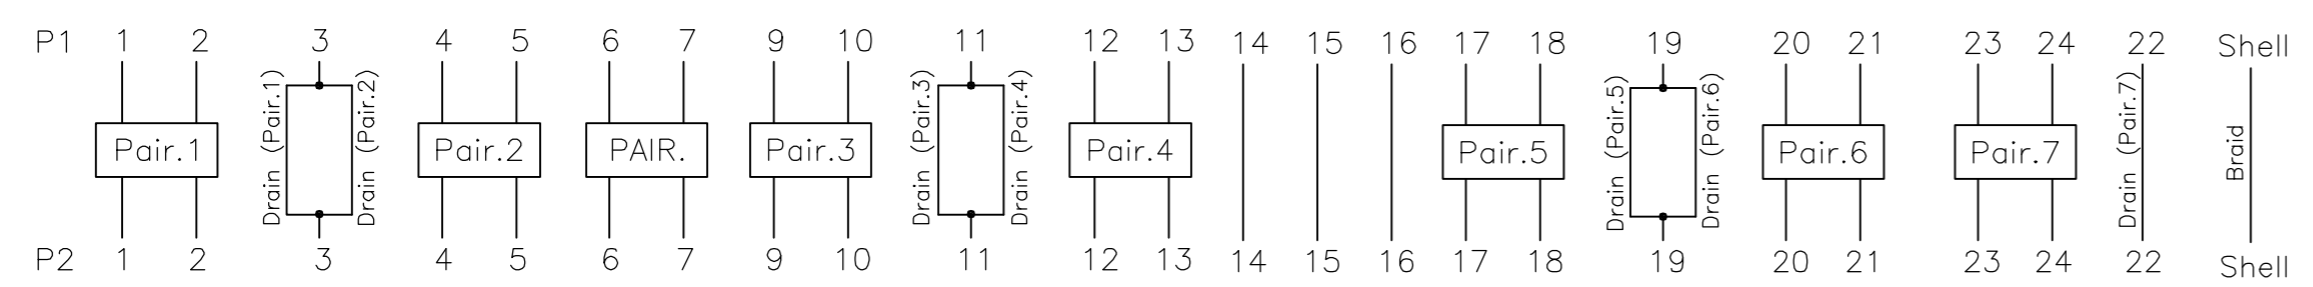 P1 1 2 3 4 5 6 7 9 10 11 12 13 14 15 16 17 18 19 20 21 23 24 22 Shell
Drain (Pair.1)
Drain (Pair.2)
Drain (Pair.3)
Drain (Pair.4)
Drain (Pair.5)
Drain (Pair.6)
Drain (Pair.7)
Braid
Pair.1 Pair.2 PAIR. Pair.3 Pair.4 Pair.5 Pair.6 Pair.7
P2 1 2 3 4 5 6 7 9 10 11 12 13 14 15 16 17 18 19 20 21 23 24 22 Shell